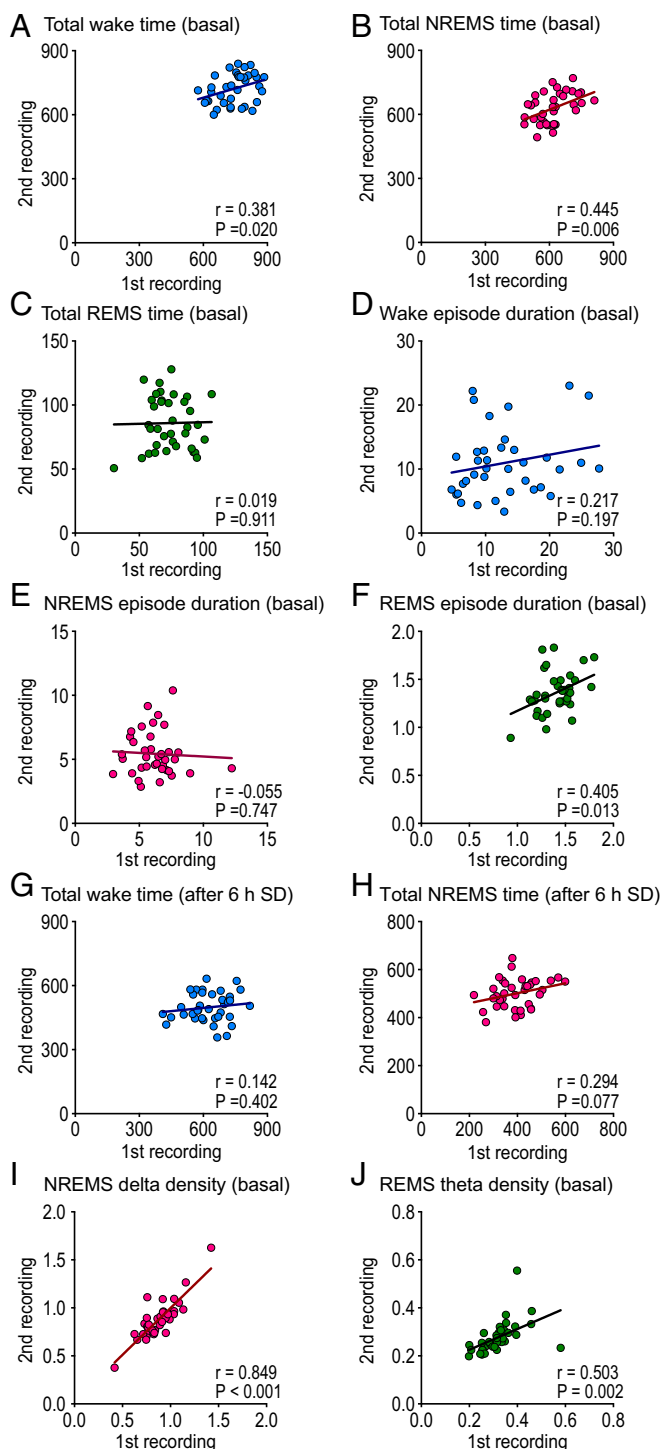 A Total wake time (basal)
900
600
300
0
0 300 600 900
2nd recording
1st recording
r = 0.381
P =0.020
B Total NREMS time (basal)
900
600
300
0
0 300 600 900
2nd recording
1st recording
r = 0.445
P =0.006
C Total REMS time (basal)
150
100
50
0
0 50 100 150
2nd recording
1st recording
r = 0.019
P =0.911
D Wake episode duration (basal)
30
20
10
0
0 10 20 30
2nd recording
1st recording
r = 0.217
P =0.197
E NREMS episode duration (basal)
15
10
5
0
0 5 10 15
2nd recording
1st recording
r = -0.055
P =0.747
F REMS episode duration (basal)
2.0
1.5
1.0
0.5
0.0
0.0 0.5 1.0 1.5 2.0
2nd recording
1st recording
r = 0.405
P =0.013
G Total wake time (after 6 h SD)
900
600
300
0
0 300 600 900
2nd recording
1st recording
r = 0.142
P =0.402
H Total NREMS time (after 6 h SD)
800
600
400
200
0
0 200 400 600 800
2nd recording
1st recording
r = 0.294
P =0.077
I NREMS delta density (basal)
2.0
1.5
1.0
0.5
0.0
0.0 0.5 1.0 1.5 2.0
2nd recording
1st recording
r = 0.849
P < 0.001
J REMS theta density (basal)
0.8
0.6
0.4
0.2
0.0
0.0 0.2 0.4 0.6 0.8
2nd recording
1st recording
r = 0.503
P = 0.002